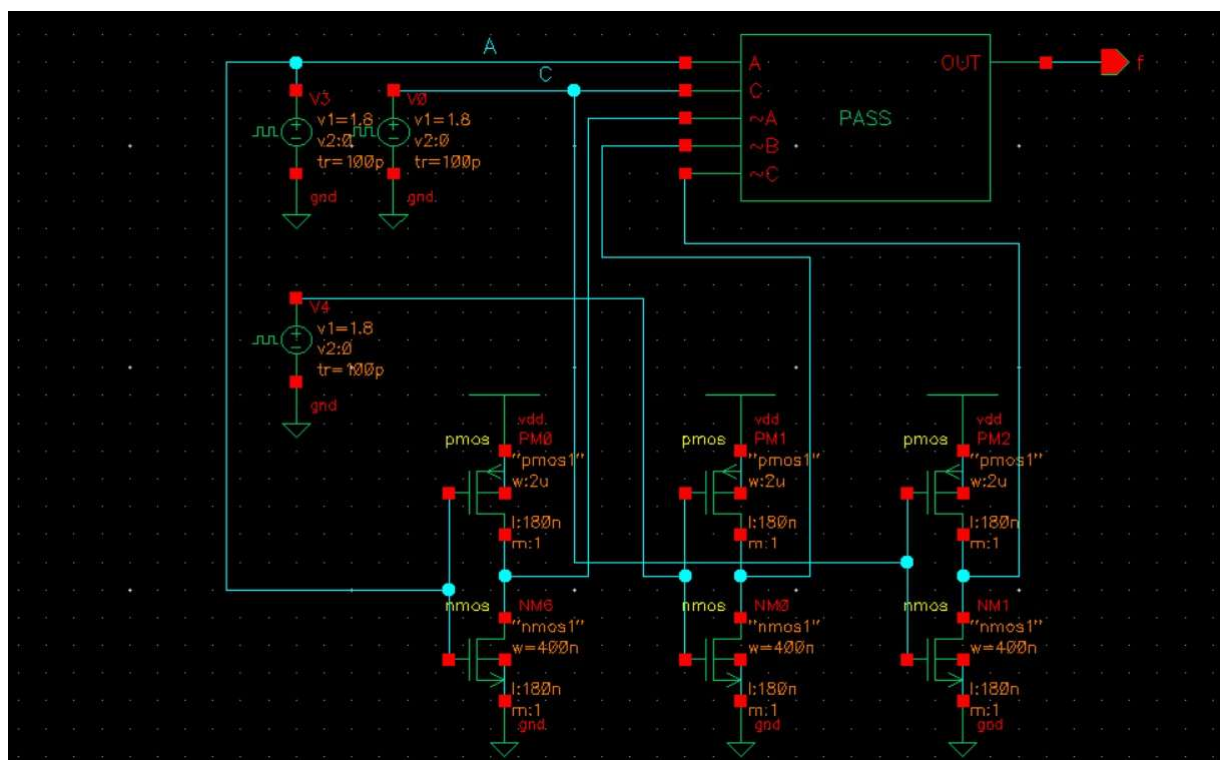 A
C
A
C
~A
~B
~C
OUT
PASS
f
V3
v1=1.8
v2:0
tr=100p
gnd
V0
v1=1.8
v2:0
tr=100p
gnd
V4
v1=1.8
v2:0
tr=100p
gnd
vdd
pmos
PM0
"pmos1"
w:2u
l:180n
m:1
nmos
NM6
"nmos1"
w=400n
l:180n
m:1
gnd
vdd
pmos
PM1
"pmos1"
w:2u
l:180n
m:1
nmos
NM0
"nmos1"
w=400n
l:180n
m:1
gnd
vdd
pmos
PM2
"pmos1"
w:2u
l:180n
m:1
nmos
NM1
"nmos1"
w=400n
l:180n
m:1
gnd